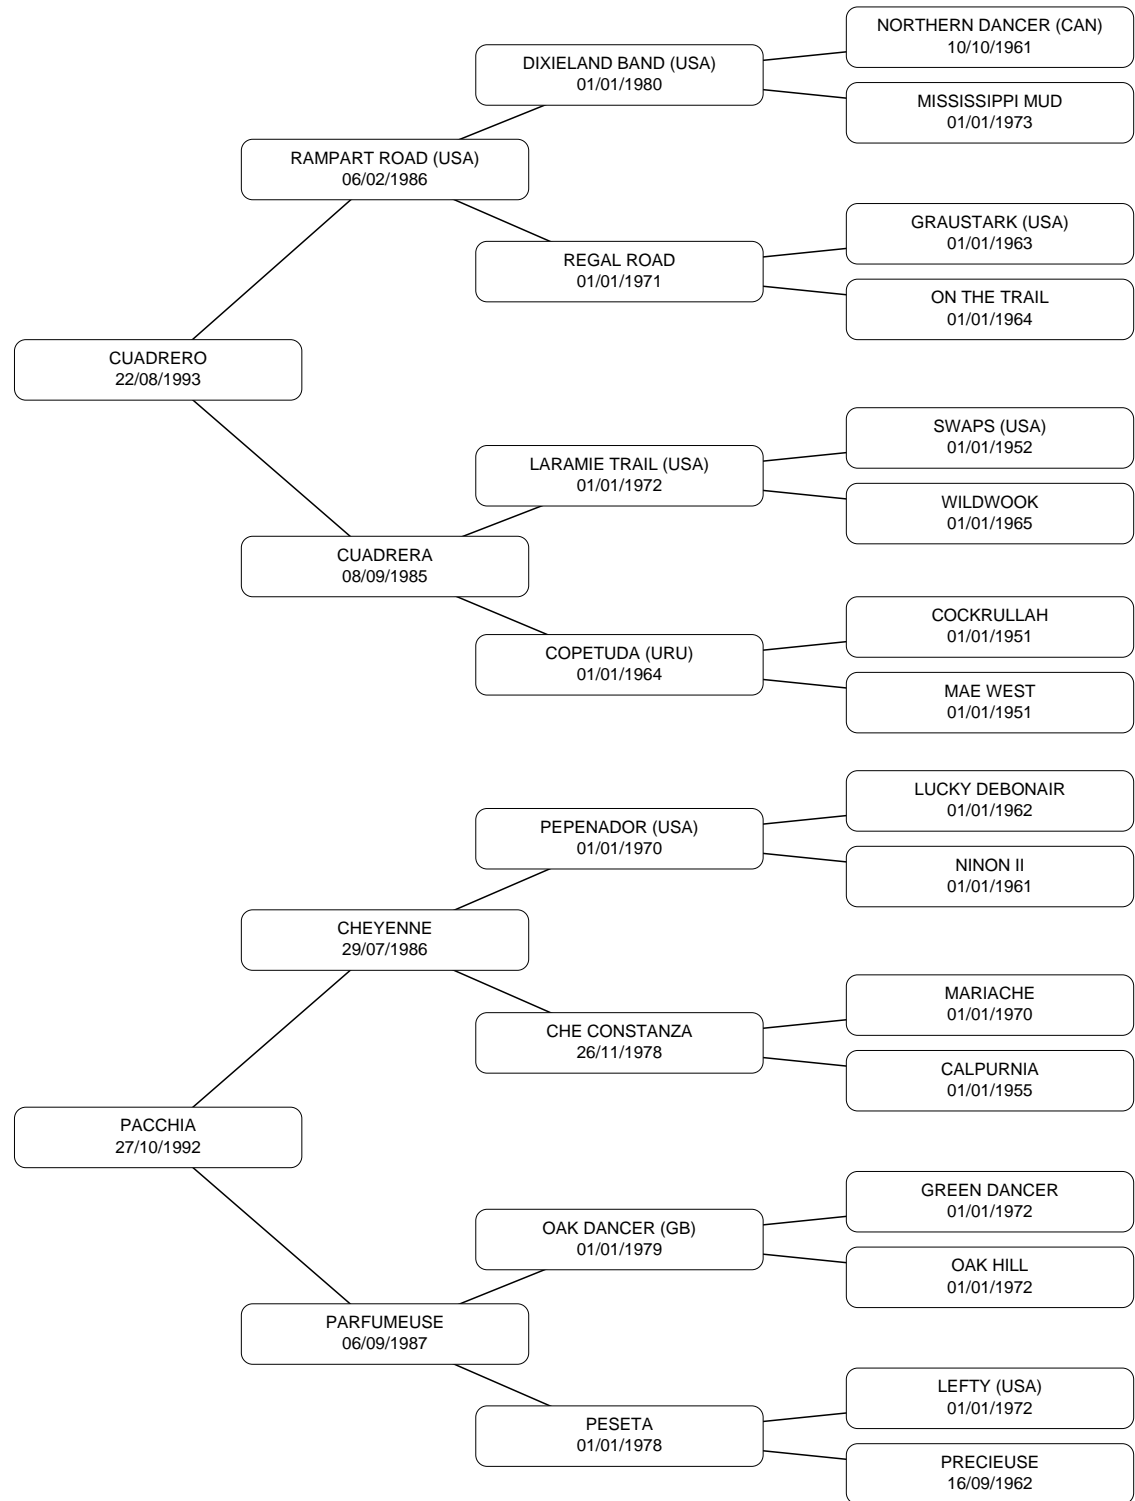 NORTHERN DANCER (CAN)
10/10/1961
DIXIELAND BAND (USA)
01/01/1980
MISSISSIPPI MUD
01/01/1973
RAMPART ROAD (USA)
06/02/1986
GRAUSTARK (USA)
01/01/1963
REGAL ROAD
01/01/1971
ON THE TRAIL
01/01/1964
CUADRERO
22/08/1993
SWAPS (USA)
01/01/1952
LARAMIE TRAIL (USA)
01/01/1972
WILDWOOK
01/01/1965
CUADRERA
08/09/1985
COCKRULLAH
01/01/1951
COPETUDA (URU)
01/01/1964
MAE WEST
01/01/1951
LUCKY DEBONAIR
01/01/1962
PEPENADOR (USA)
01/01/1970
NINON II
01/01/1961
CHEYENNE
29/07/1986
MARIACHE
01/01/1970
CHE CONSTANZA
26/11/1978
CALPURNIA
01/01/1955
PACCHIA
27/10/1992
GREEN DANCER
01/01/1972
OAK DANCER (GB)
01/01/1979
OAK HILL
01/01/1972
PARFUMEUSE
06/09/1987
LEFTY (USA)
01/01/1972
PESETA
01/01/1978
PRECIEUSE
16/09/1962